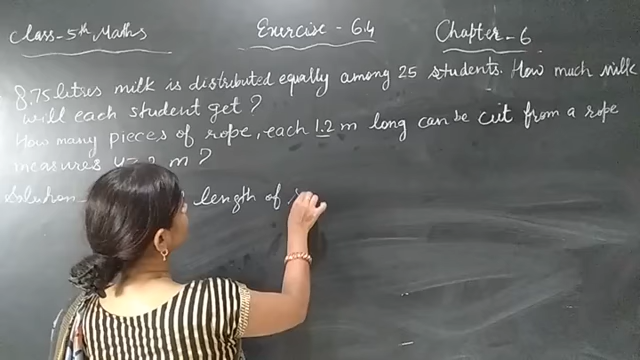 Class-5th Maths
Exercise-6.4
Chapter-6
8.75 litres milk is distributed equally among 25 students. How much milk
will each student get?
How many pieces of rope, each 1.2 m long can be cut from a rope
measures m?
Solution length of